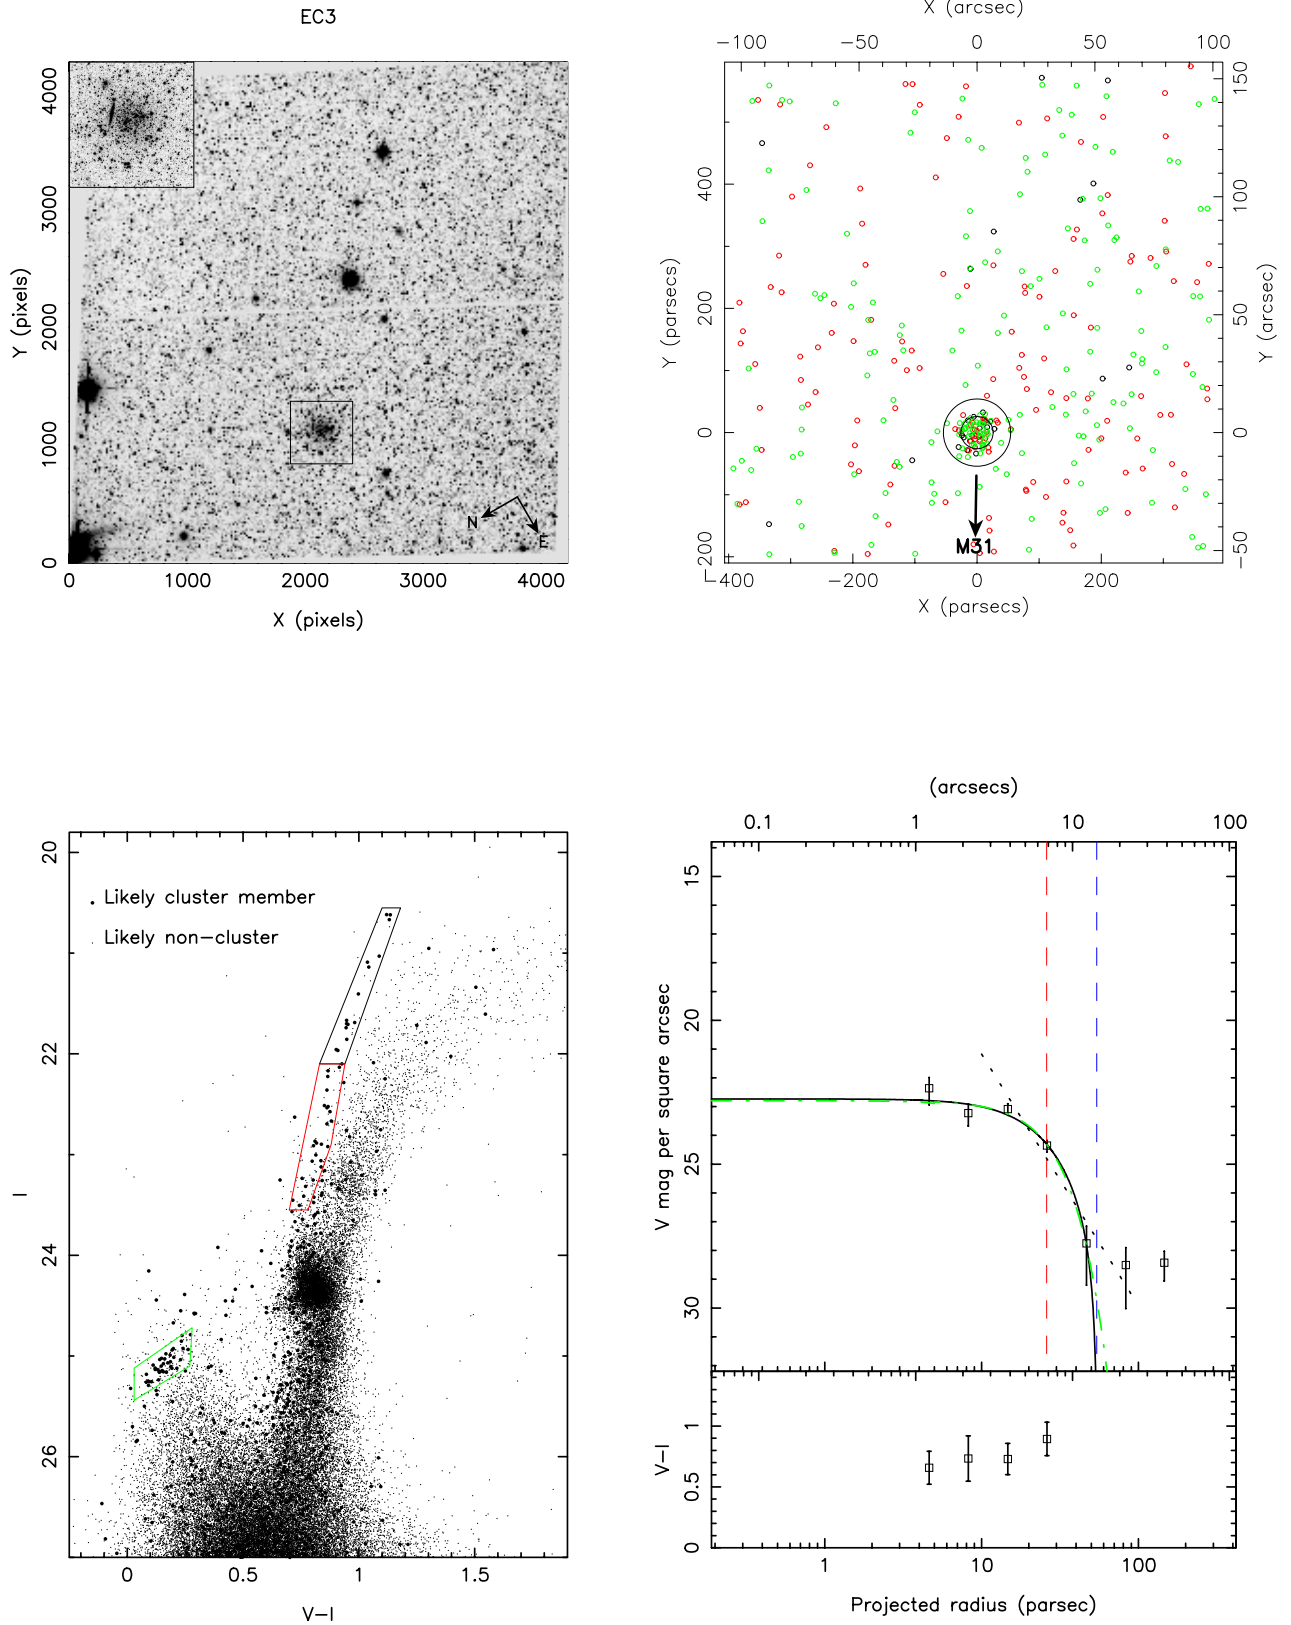 EC3
4000
3000
2000
1000
0
Y (pixels)
0 1000 2000 3000 4000
X (pixels)
N
E
X (arcsec)
−100 −50 0 50 100
400
200
0
−200
Y (parsecs)
150
100
50
0
−50
Y (arcsec)
M31
−400 −200 0 200
X (parsecs)
20
22
24
26
I
Likely cluster member
Likely non−cluster
0 0.5 1 1.5
V−I
(arcsecs)
0.1 1 10 100
15
20
25
30
V mag per square arcsec
1
0.5
0
V−I
1 10 100
Projected radius (parsec)